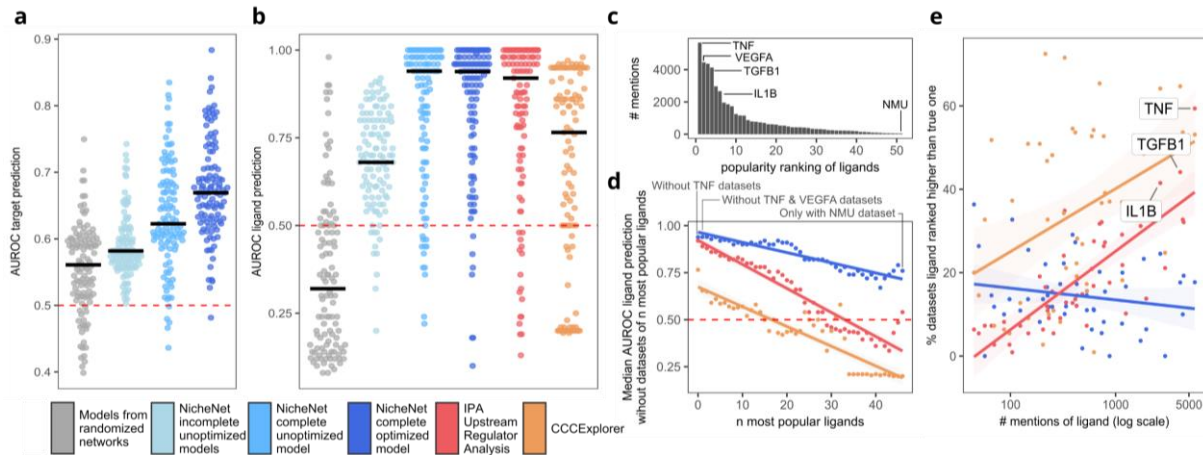 a
AUROC target prediction
0.9
0.8
0.7
0.6
0.5
0.4
b
AUROC ligand prediction
1.00
0.75
0.50
0.25
c
# mentions
4000
2000
0
TNF
VEGFA
TGFB1
IL1B
NMU
0
10
20
30
40
50
popularity ranking of ligands
d
Median AUROC ligand prediction
wihout datasets of n most popular ligands
Without TNF datasets
Without TNF & VEGFA datasets
Only with NMU dataset
1.00
0.75
0.50
0.25
0
10
20
30
40
n most popular ligands
e
% datasets ligand ranked higher than true one
60
40
20
0
TNF
TGFB1
IL1B
100
1000
5000
# mentions of ligand (log scale)
Models from
randomized
networks
NicheNet
incomplete
unoptimized
models
NicheNet
complete
unoptimized
model
NicheNet
complete
optimized
model
IPA
Upstream
Regulator
Analysis
CCCExplorer